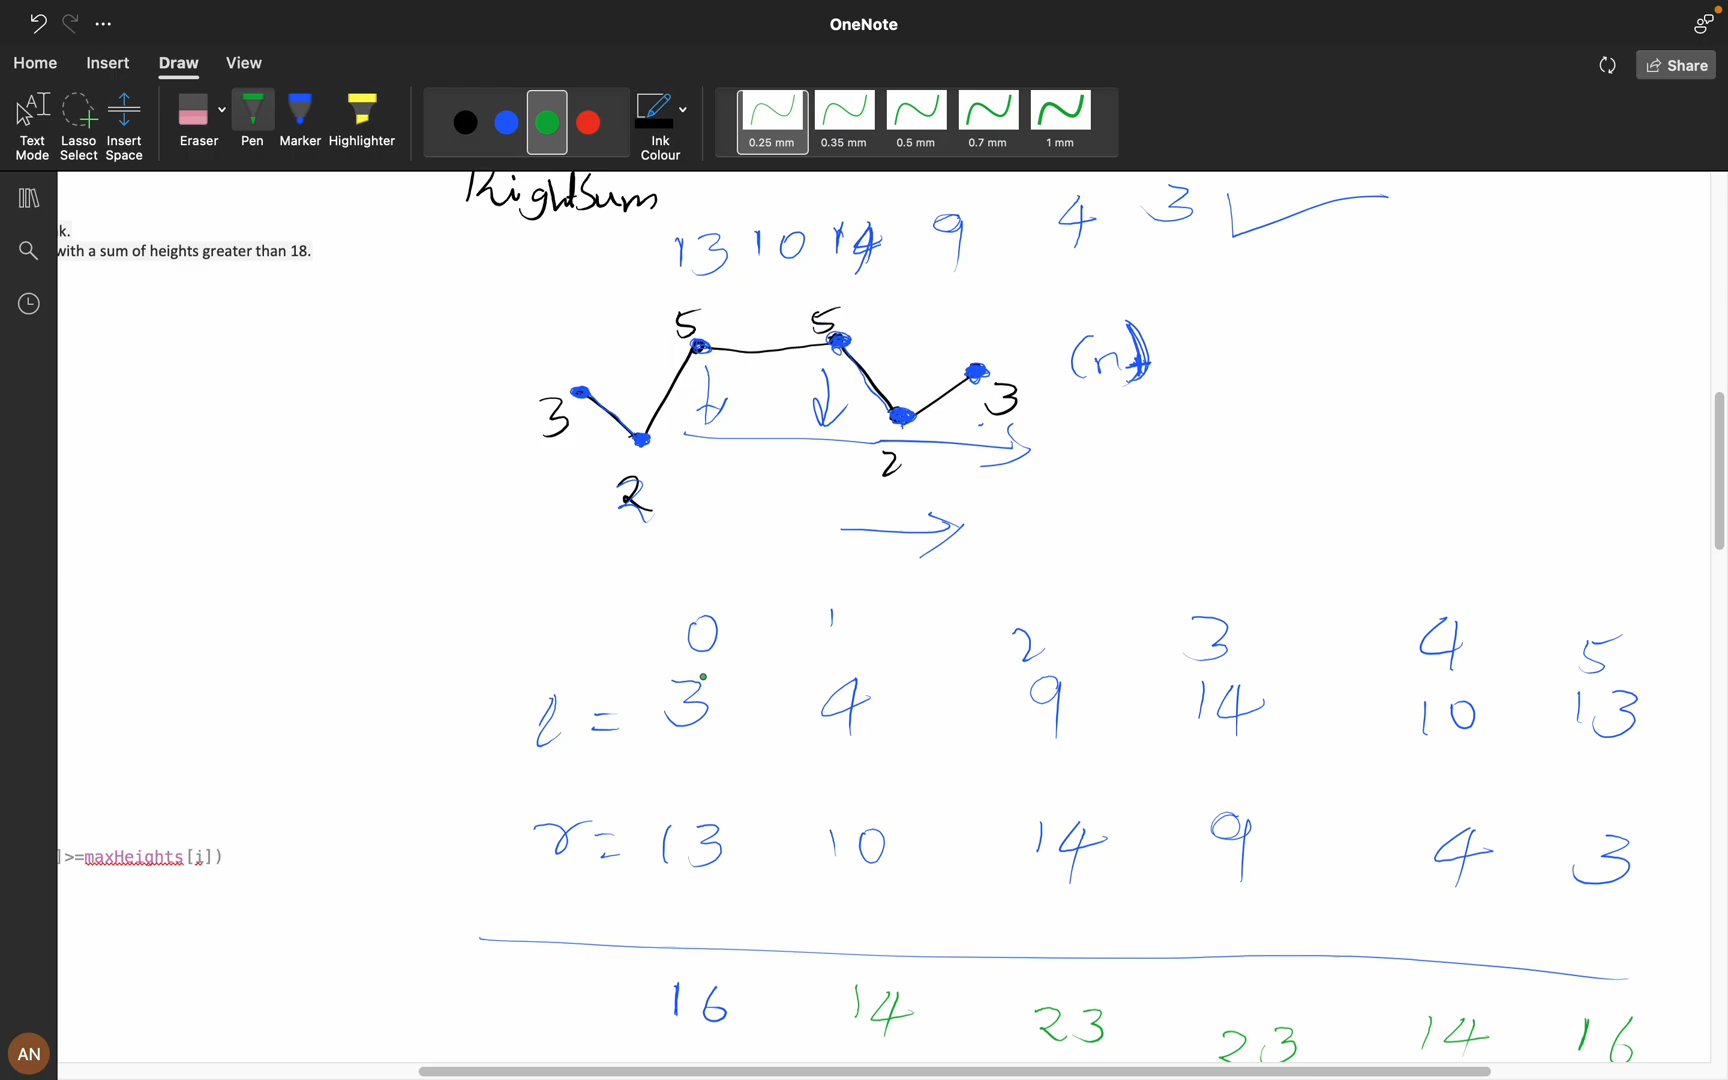 OneNote
Home Insert Draw View
Share
Text Mode
Lasso Select
Insert Space
Eraser
Pen
Marker
Highlighter
Ink Colour
0.25 mm
0.35 mm
0.5 mm
0.7 mm
1 mm
RightSum
k.
with a sum of heights greater than 18.
13 10 14 9 4 3
5 5
(n)
3 3
2
2
0 1 2 3 4 5
l = 3 4 9 14 10 13
r = 13 10 14 9 4 3
]>=maxHeights[i])
16 14 23 23 14 16
AN